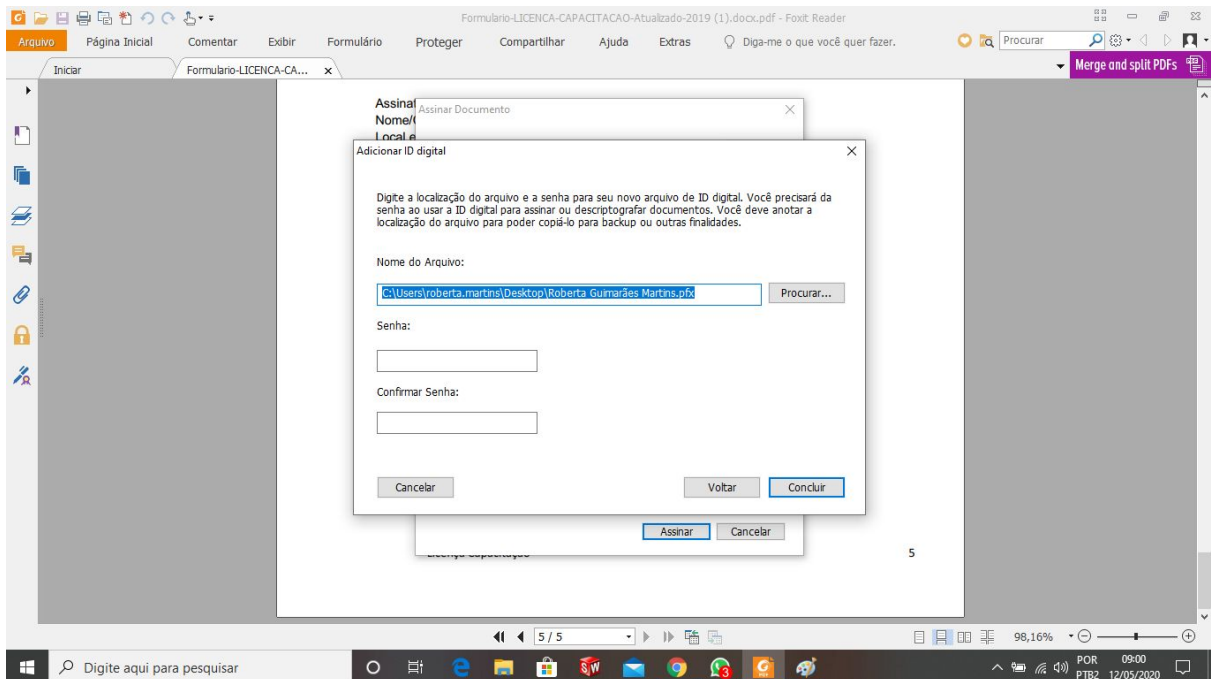 Formulario-LICENCA-CAPACITACAO-Atualizado-2019 (1).docx.pdf - Foxit Reader
Arquivo Página Inicial Comentar Exibir Formulário Proteger Compartilhar Ajuda Extras Diga-me o que você quer fazer. Procurar
Iniciar Formulario-LICENCA-CA... x Merge and split PDFs
Assinar Documento
Nome/
Local e
Adicionar ID digital
Digite a localização do arquivo e a senha para seu novo arquivo de ID digital. Você precisará da
senha ao usar a ID digital para assinar ou descriptografar documentos. Você deve anotar a
localização do arquivo para poder copiá-lo para backup ou outras finalidades.
Nome do Arquivo:
C:\Users\roberta.martins\Desktop\Roberta Guimarães Martins.pfx Procurar...
Senha:
Confirmar Senha:
Cancelar Voltar Concluir
Assinar Cancelar
Licença Capacitação 5
5 / 5 98,16%
Digite aqui para pesquisar POR 09:00
PTB2 12/05/2020